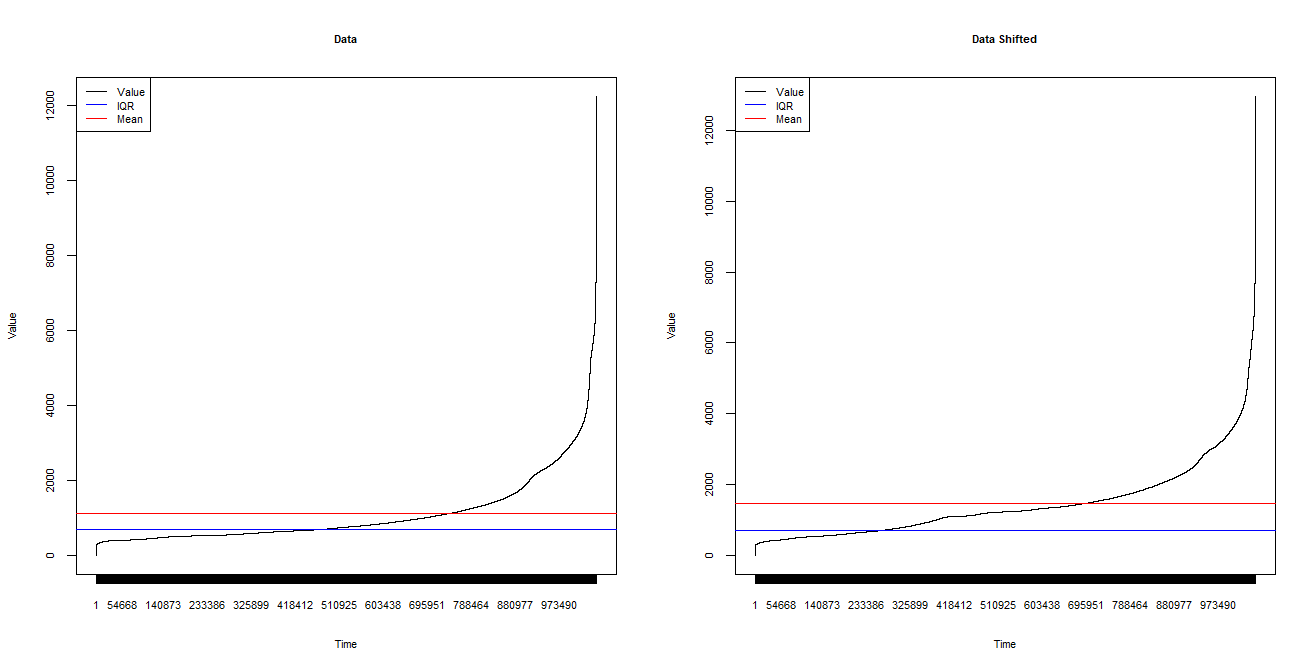 Data
Value
IQR
Mean
12000
10000
8000
6000
4000
2000
0
Value
1 54668 140873 233386 325899 418412 510925 603438 695951 788464 880977 973490
Time
Data Shifted
Value
IQR
Mean
12000
10000
8000
6000
4000
2000
0
Value
1 54668 140873 233386 325899 418412 510925 603438 695951 788464 880977 973490
Time